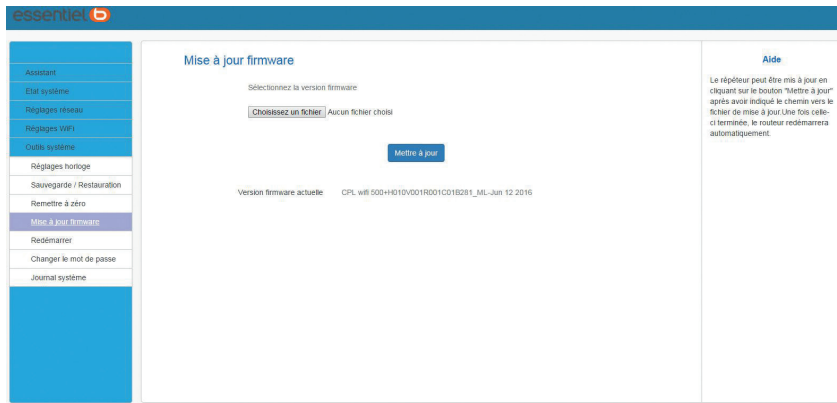 essentiel b
Assistant
Etat système
Réglages réseau
Réglages WiFi
Outils système
Réglages horloge
Sauvegarde / Restauration
Remettre à zéro
Mise à jour firmware
Redémarrer
Changer le mot de passe
Journal système
Mise à jour firmware
Sélectionnez la version firmware
Choisissez un fichier Aucun fichier choisi
Mettre à jour
Version firmware actuelle CPL wifi 500+H010V001R001C01B281_ML-Jun 12 2016
Aide
Le répéteur peut être mis à jour en
cliquant sur le bouton "Mettre à jour"
après avoir indiqué le chemin vers le
fichier de mise à jour.Une fois celle-
ci terminée, le routeur redémarrera
automatiquement.